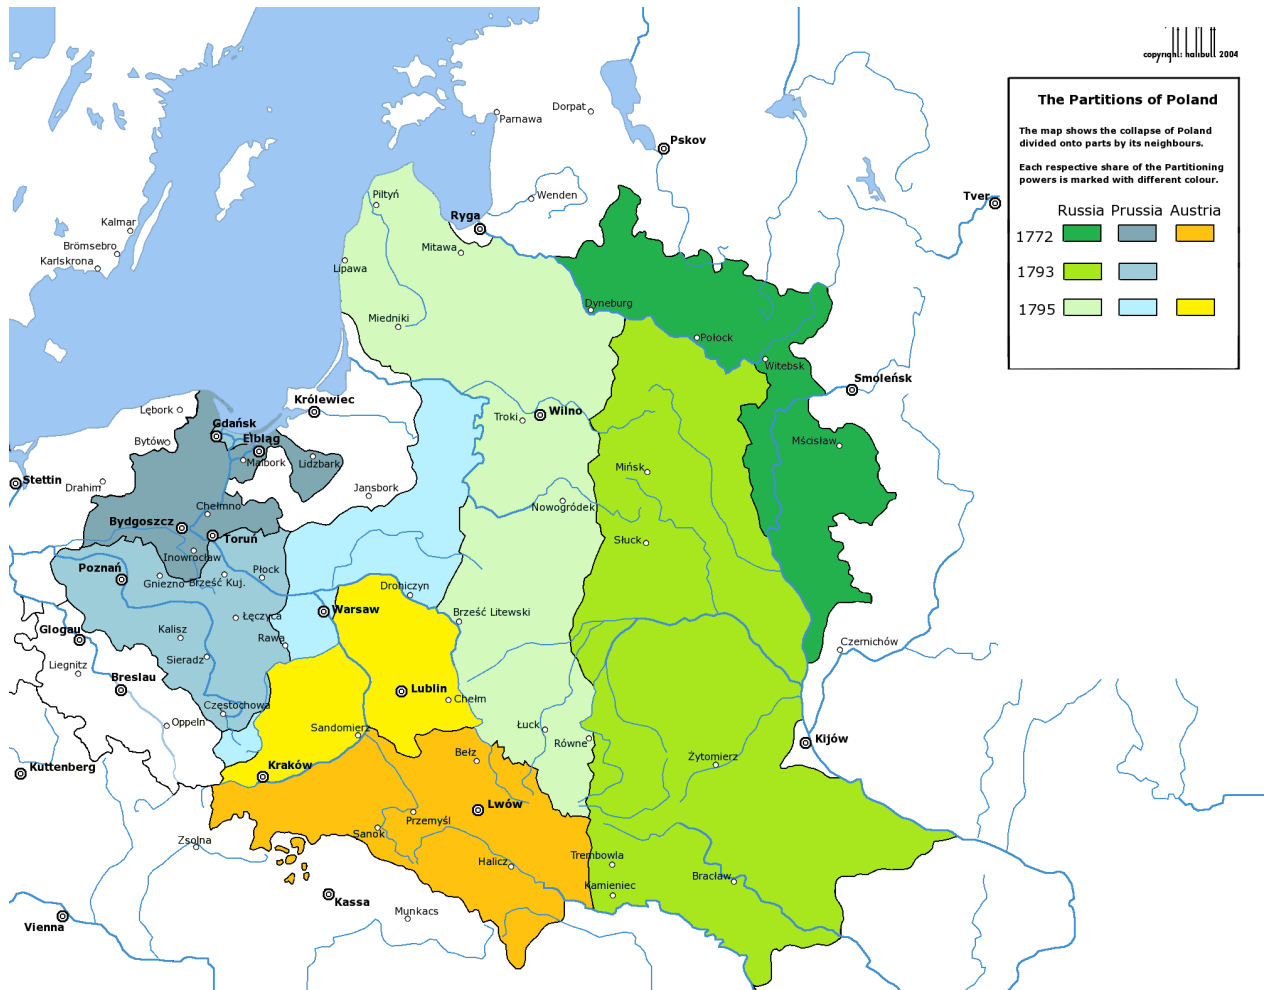 copyright: halibutt 2004
The Partitions of Poland
The map shows the collapse of Poland
divided onto parts by its neighbours.
Each respective share of the Partitioning
powers is marked with different colour.
Russia Prussia Austria
1772
1793
1795
Dorpat
Parnawa
Pskov
Piltyń
Wenden
Tver
Ryga
Kalmar
Brömsebro
Mitawa
Karlskrona
Lipawa
Dyneburg
Miedniki
Połock
Witebsk
Smoleńsk
Królewiec
Lębork
Troki
Wilno
Gdańsk
Bytów
Elbląg
Mścisław
Malbork
Lidzbark
Mińsk
Stettin
Drahim
Jansbork
Chełmno
Nowogródek
Bydgoszcz
Toruń
Słuck
Inowrocław
Poznań
Płock
Gniezno
Brześć Kuj.
Drohiczyn
Warsaw
Brześć Litewski
Łęczyca
Glogau
Kalisz
Rawa
Czernichów
Liegnitz
Sieradz
Breslau
Lublin
Chełm
Częstochowa
Oppeln
Sandomierz
Łuck
Równe
Kijów
Bełz
Żytomierz
Kuttenberg
Kraków
Lwów
Przemyśl
Sanok
Zsolna
Trembowla
Halicz
Bracław
Kamieniec
Kassa
Munkacs
Vienna